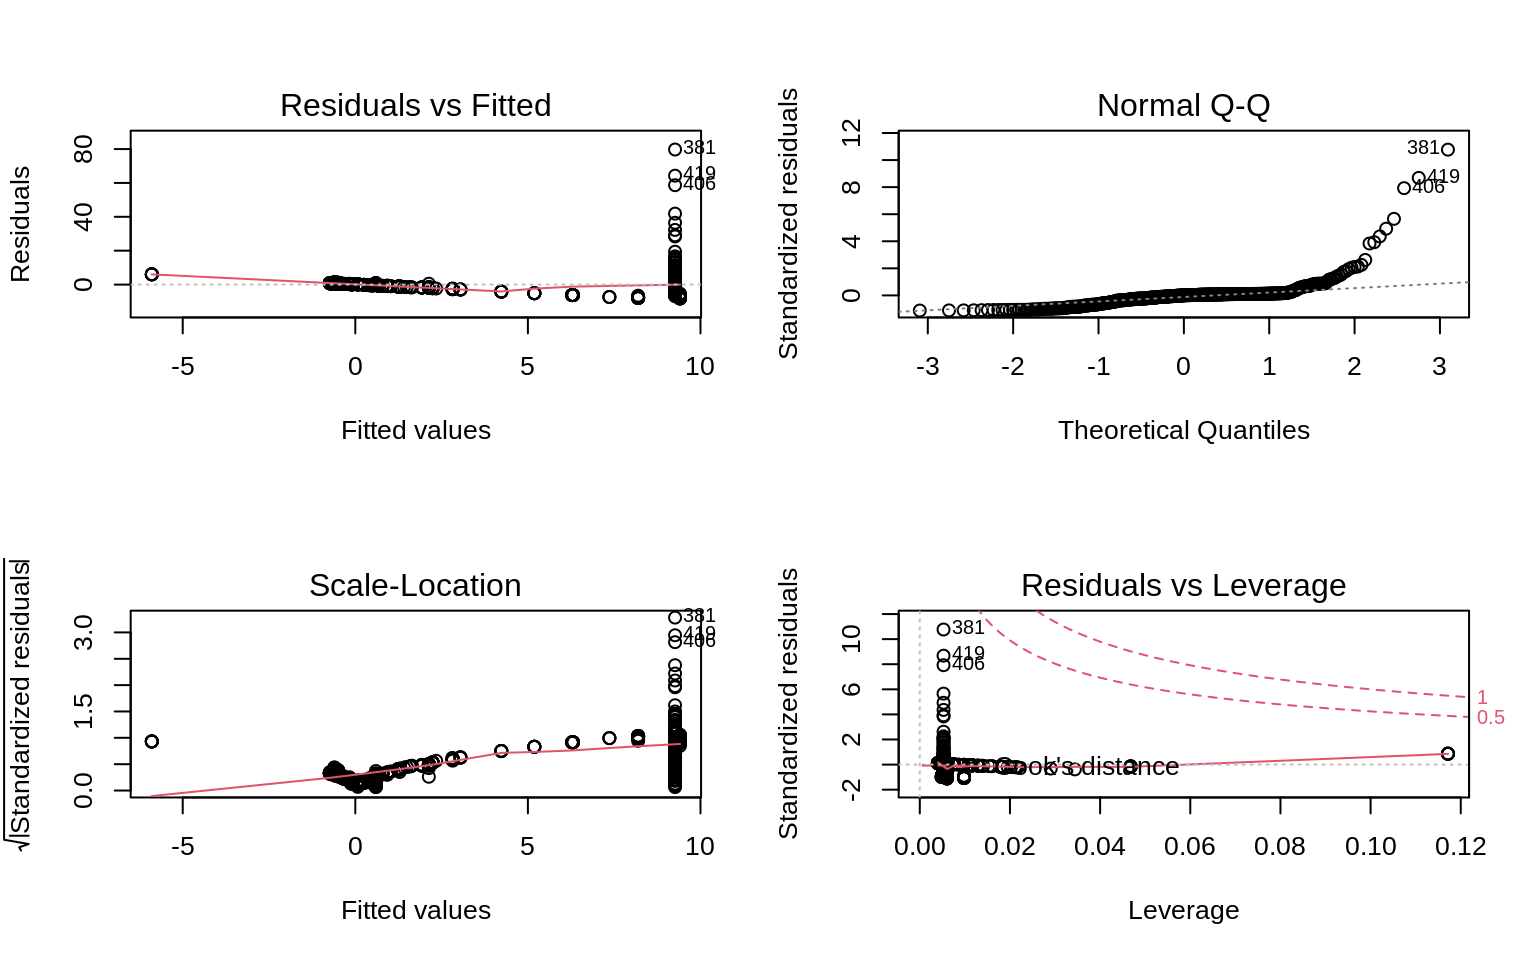 Residuals vs Fitted
Residuals
80
40
0
381
419
406
-5 0 5 10
Fitted values
Normal Q-Q
Standardized residuals
12
8
4
0
381
419
406
-3 -2 -1 0 1 2 3
Theoretical Quantiles
Scale-Location
√|Standardized residuals|
3.0
1.5
0.0
381
419
406
-5 0 5 10
Fitted values
Residuals vs Leverage
Standardized residuals
10
6
2
-2
381
419
406
1
0.5
Cook's distance
0.00 0.02 0.04 0.06 0.08 0.10 0.12
Leverage